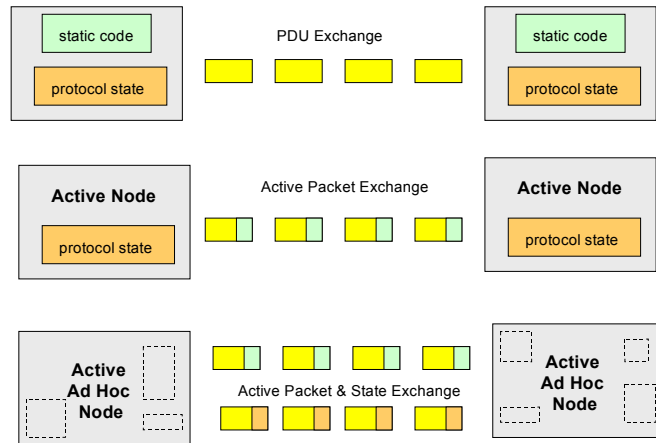 static code
PDU Exchange
static code
protocol state
protocol state
Active Node
Active Packet Exchange
Active Node
protocol state
protocol state
Active
Ad Hoc
Node
Active Packet & State Exchange
Active
Ad Hoc
Node